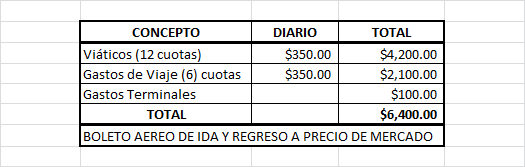 CONCEPTO DIARIO TOTAL
Viáticos (12 cuotas) $350.00 $4,200.00
Gastos de Viaje (6) cuotas $350.00 $2,100.00
Gastos Terminales $100.00
TOTAL $6,400.00
BOLETO AEREO DE IDA Y REGRESO A PRECIO DE MERCADO